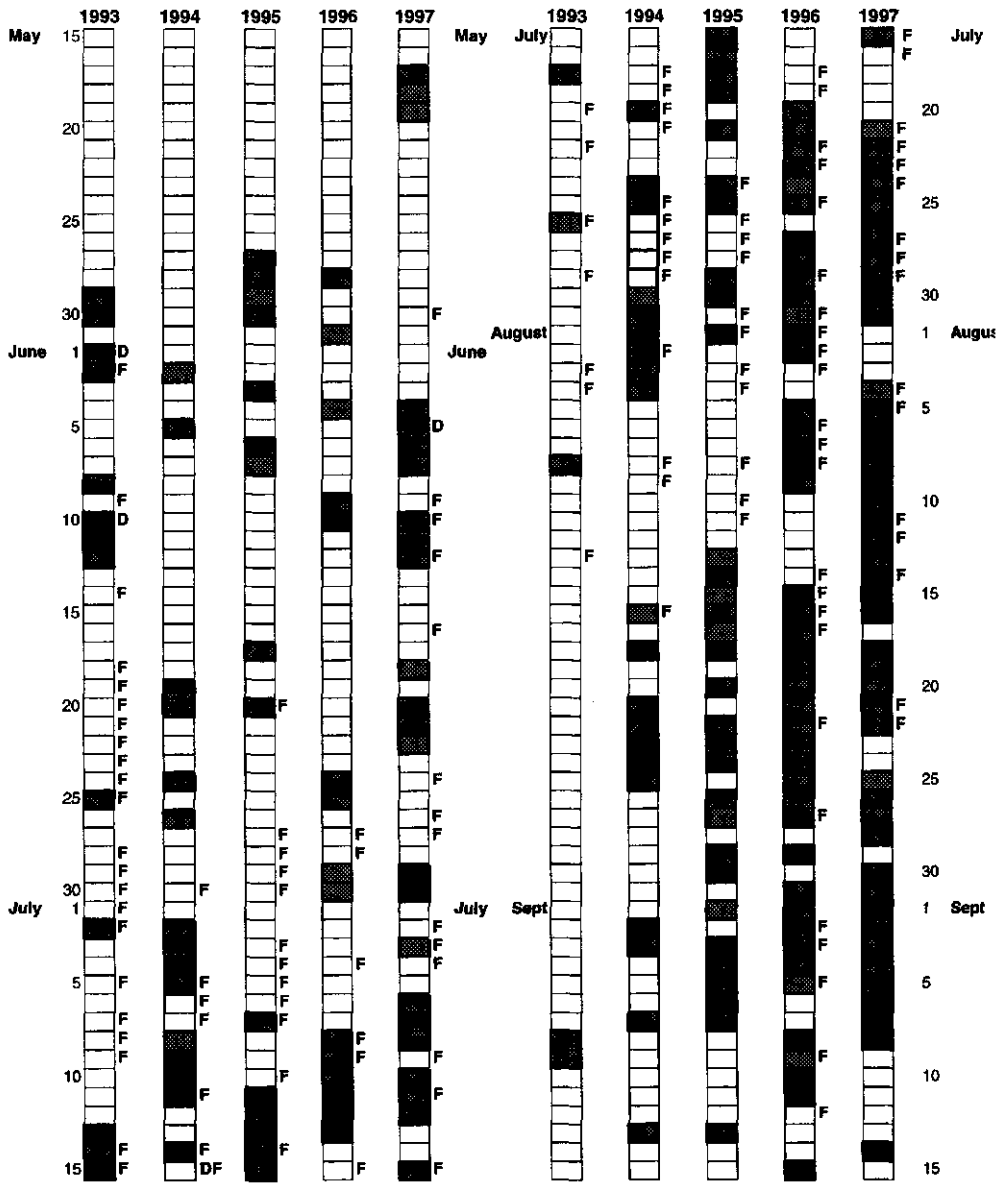 1993 1994 1995 1996 1997 1993 1994 1995 1996 1997
May 15 May July F July
F
F F
F F
F F 20
20 F F
F F F
F F
F F
F F 25
25 F F F
F F F
F F F
F F F F
30
30 F F F
August F F 1 Augus
June 1 D June F F
F F F F
F F F
F 5
5 D F
F
F F F
F
F F F 10
10 D F F F
F
F F
F F
F F 15
15 F F
F F
F
F 20
20 F F F
F F F
F
F
F F 25
25 F
F F
F F F
F F F
F F 30
30 F F F
July 1 F July Sept 1 Sept
F F F
F F F
F F F
5 F F F F 5
F F
F F F
F F
F F F F
10 F 10
F F
F
F F F
15 F DF F F 15